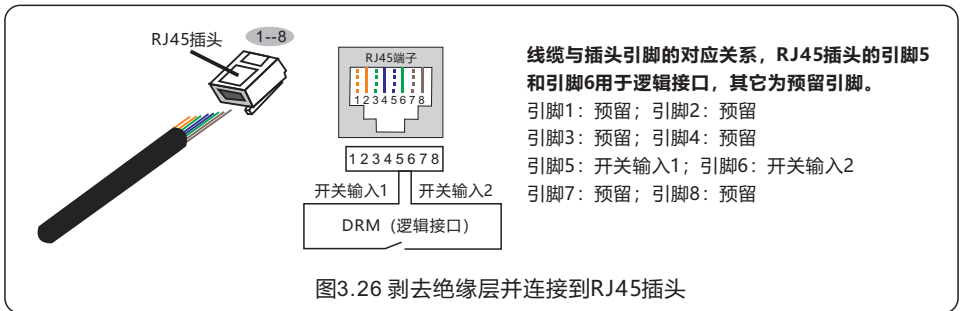 RJ45插头
1--8
RJ45端子
12345678
12345678
开关输入1
开关输入2
DRM（逻辑接口）
线缆与插头引脚的对应关系，RJ45插头的引脚5
和引脚6用于逻辑接口，其它为预留引脚。
引脚1：预留；引脚2：预留
引脚3：预留；引脚4：预留
引脚5：开关输入1；引脚6：开关输入2
引脚7：预留；引脚8：预留
图3.26 剥去绝缘层并连接到RJ45插头